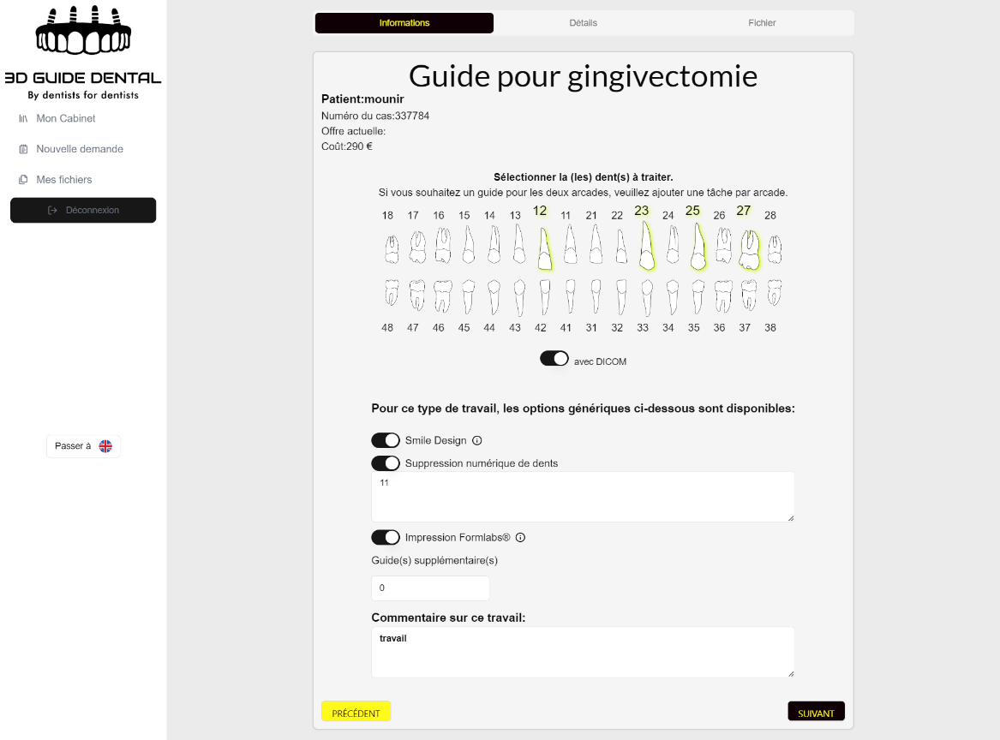 3D GUIDE DENTAL
By dentists for dentists
Mon Cabinet
Nouvelle demande
Mes fichiers
Déconnexion
Passer à
Informations
Détails
Fichier
Guide pour gingivectomie
Patient:mounir
Numéro du cas:337784
Offre actuelle:
Coût:290 €
Sélectionner la (les) dent(s) à traiter.
Si vous souhaitez un guide pour les deux arcades, veuillez ajouter une tâche par arcade.
18 17 16 15 14 13 12 11 21 22 23 24 25 26 27 28
48 47 46 45 44 43 42 41 31 32 33 34 35 36 37 38
avec DICOM
Pour ce type de travail, les options génériques ci-dessous sont disponibles:
Smile Design
Suppression numérique de dents
11
Impression Formlabs®
Guide(s) supplémentaire(s)
0
Commentaire sur ce travail:
travail
PRÉCÉDENT
SUIVANT